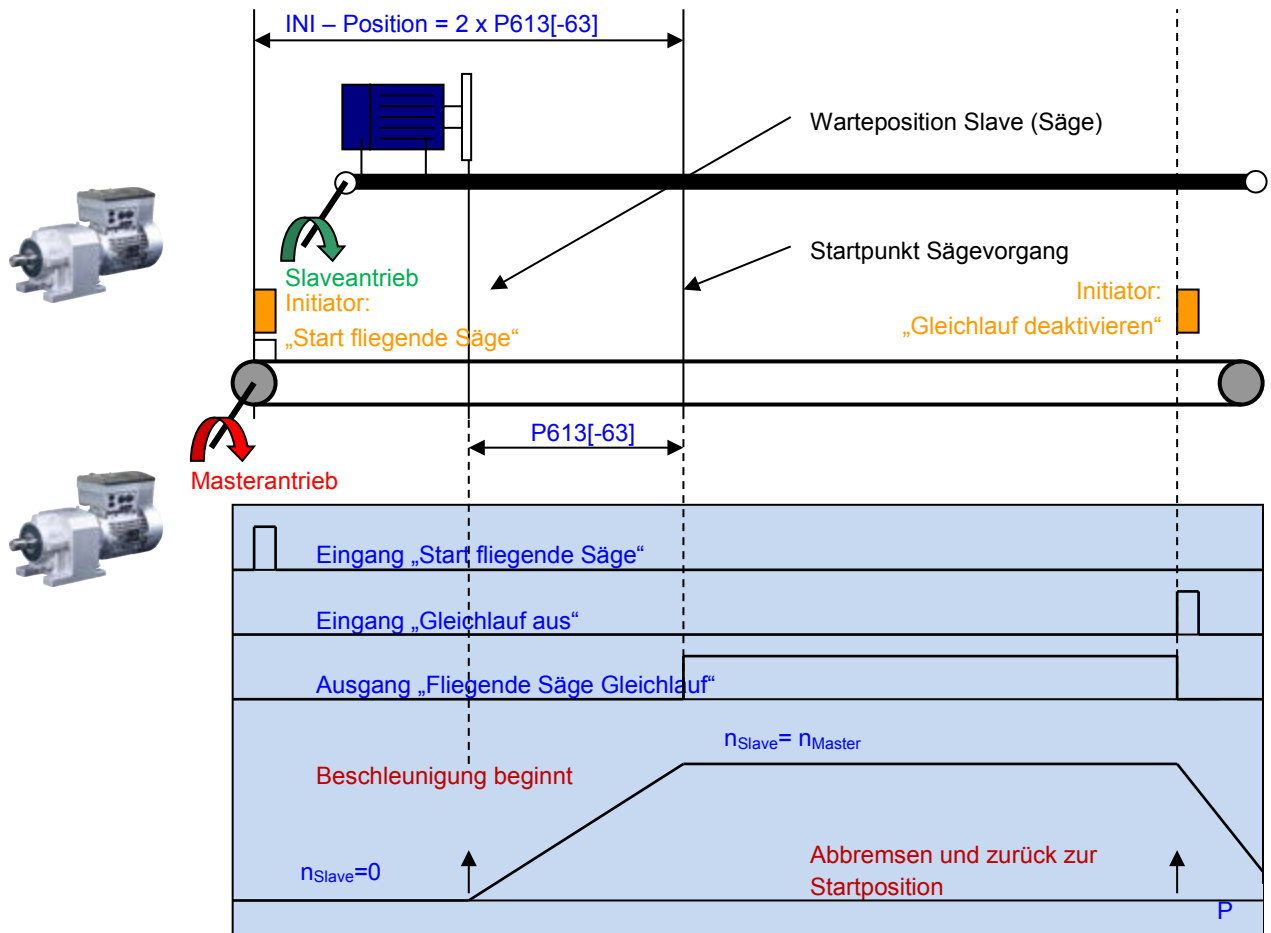 INI – Position = 2 x P613[-63]
Warteposition Slave (Säge)
Startpunkt Sägevorgang
Slaveantrieb
Initiator:
„Start fliegende Säge“
Initiator:
„Gleichlauf deaktivieren”
P613[-63]
Masterantrieb
Eingang „Start fliegende Säge“
Eingang „Gleichlauf aus“
Ausgang „Fliegende Säge Gleichlauf“
nSlave= nMaster
Beschleunigung beginnt
Abbremsen und zurück zur
Startposition
nSlave=0
P